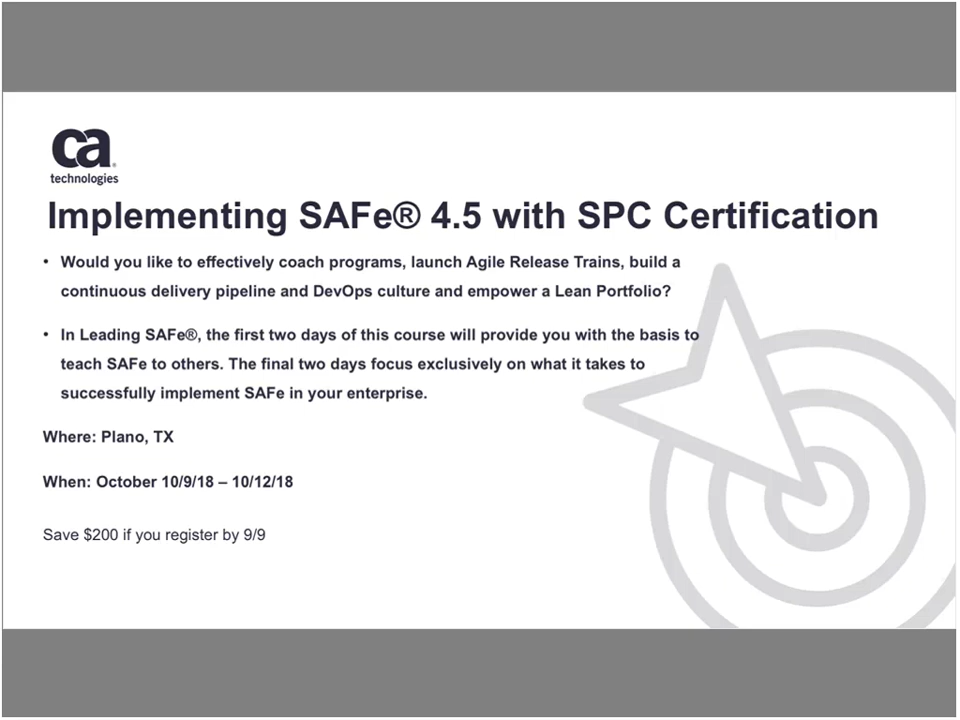 ca
technologies
Implementing SAFe® 4.5 with SPC Certification
• Would you like to effectively coach programs, launch Agile Release Trains, build a
continuous delivery pipeline and DevOps culture and empower a Lean Portfolio?
• In Leading SAFe®, the first two days of this course will provide you with the basis to
teach SAFe to others. The final two days focus exclusively on what it takes to
successfully implement SAFe in your enterprise.
Where: Plano, TX
When: October 10/9/18 – 10/12/18
Save $200 if you register by 9/9